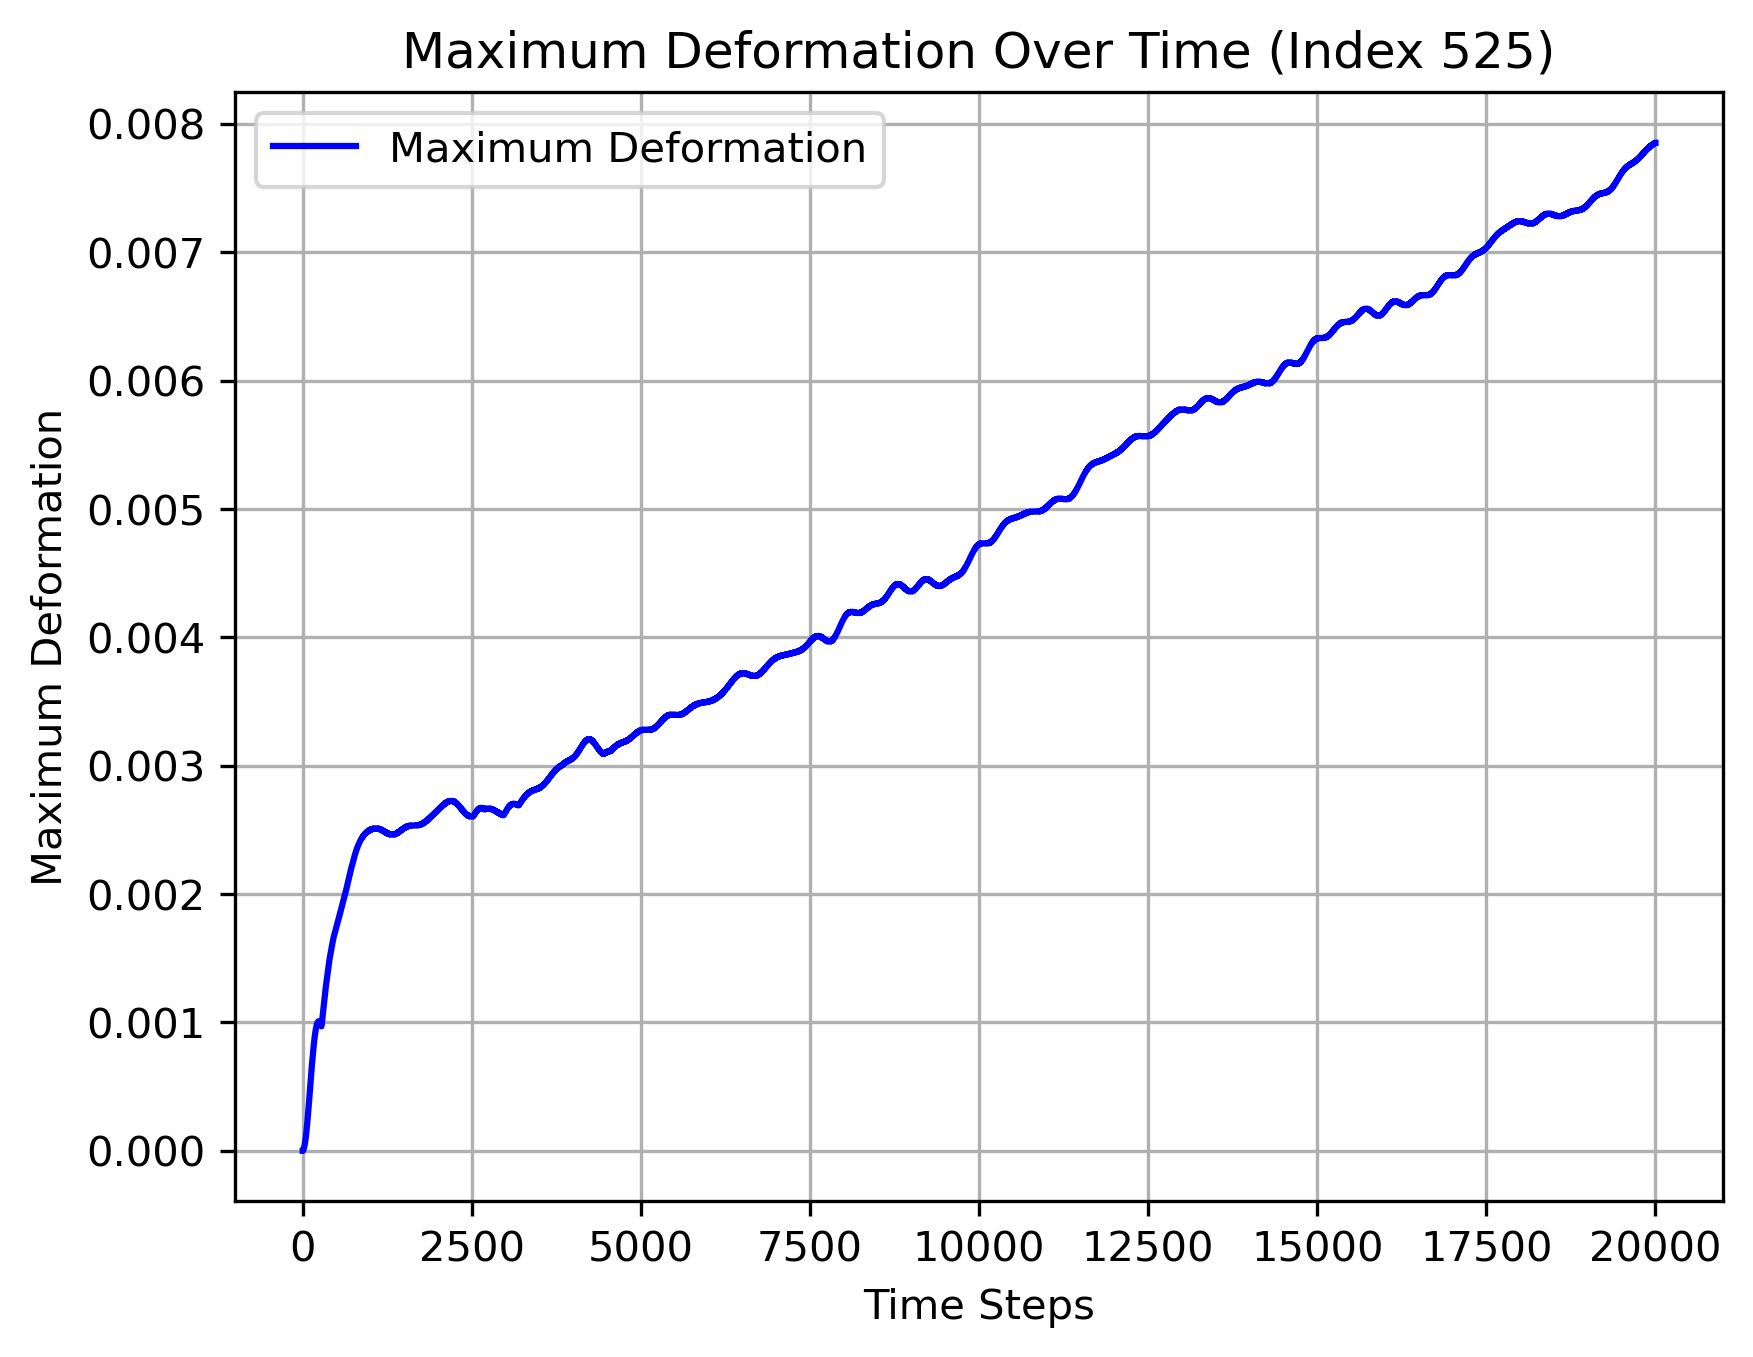 Maximum Deformation Over Time (Index 525)
Maximum Deformation
0.008
0.007
0.006
0.005
0.004
0.003
0.002
0.001
0.000
Maximum Deformation
0 2500 5000 7500 10000 12500 15000 17500 20000
Time Steps